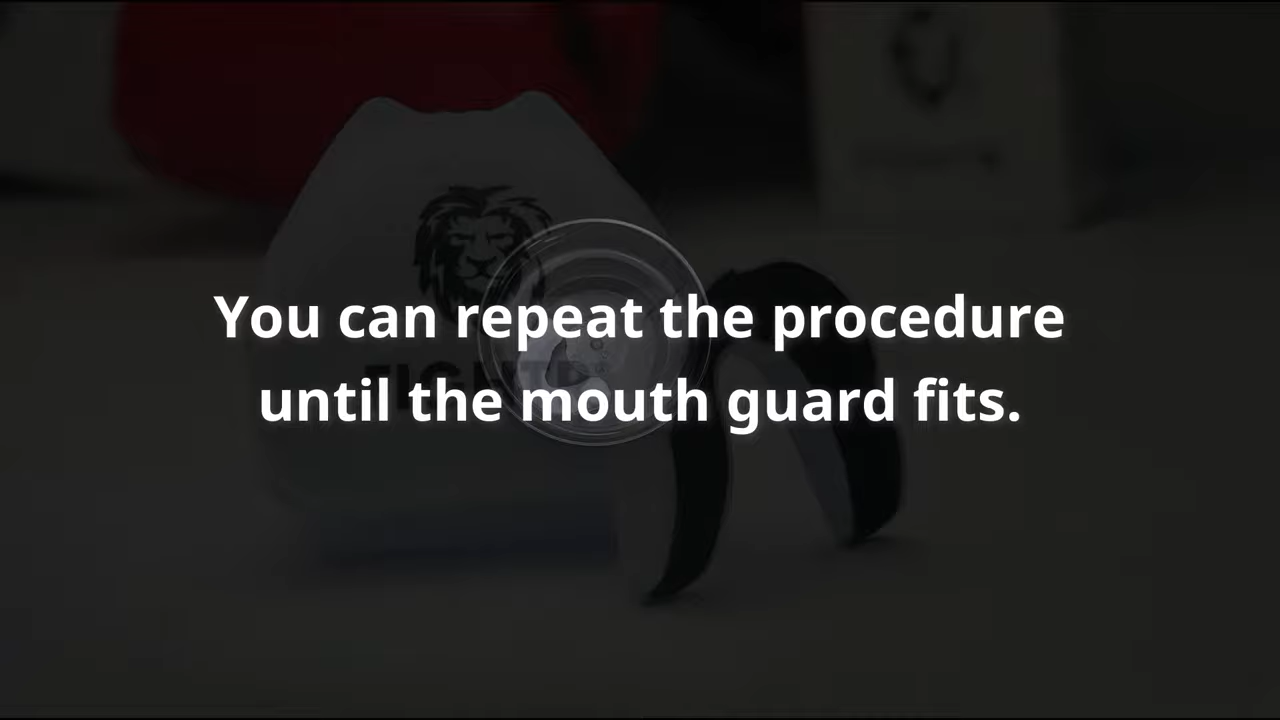 You can repeat the procedure
until the mouth guard fits.